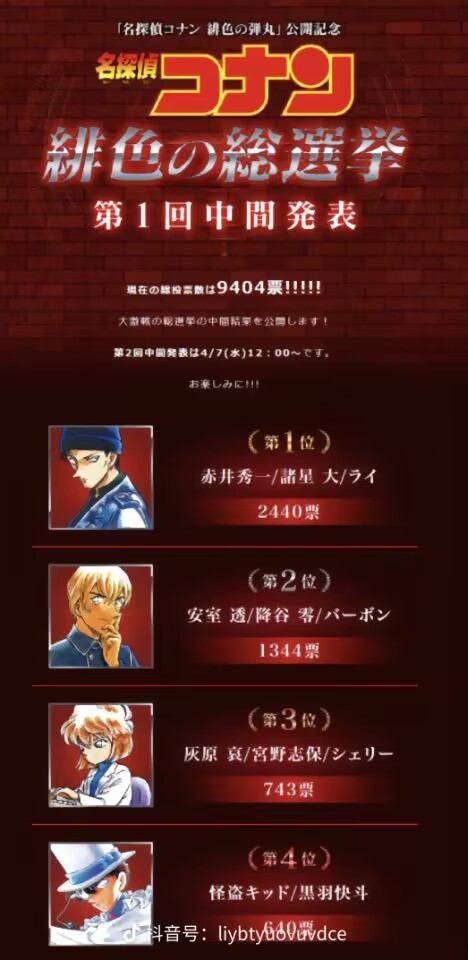 「名探偵コナン 緋色の弾丸」公開記念
名探偵
コナン
緋色の総選挙
第1回中間発表
現在の総投票数は9404票!!!!!
大激戦の総選挙の中間結果を公開します!
第2回中間発表は4/7(水)12:00～です。
お楽しみに!!!
(第1位)
赤井秀一/諸星 大/ライ
2440票
(第2位)
安室 透/降谷 零/バーボン
1344票
(第3位)
灰原 哀/宮野志保/シェリー
743票
(第4位)
怪盗キッド/黒羽快斗
640票
抖音号: liybtyuovuvdce